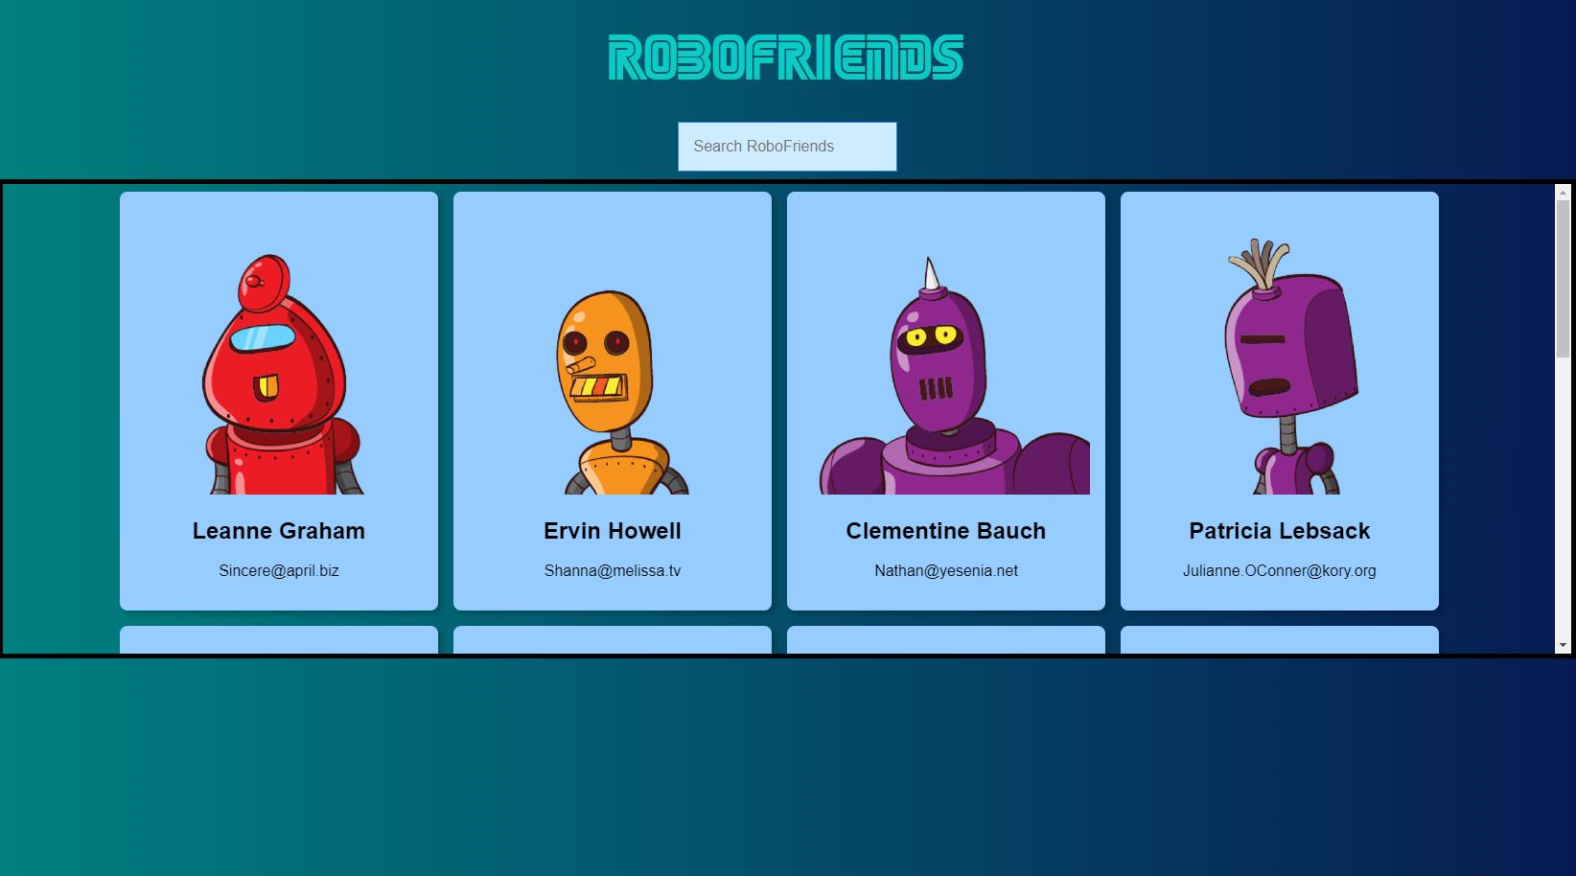 ROBOFRIENDS
Search RoboFriends
Leanne Graham
Sincere@april.biz
Ervin Howell
Shanna@melissa.tv
Clementine Bauch
Nathan@yesenia.net
Patricia Lebsack
Julianne.OConner@kory.org